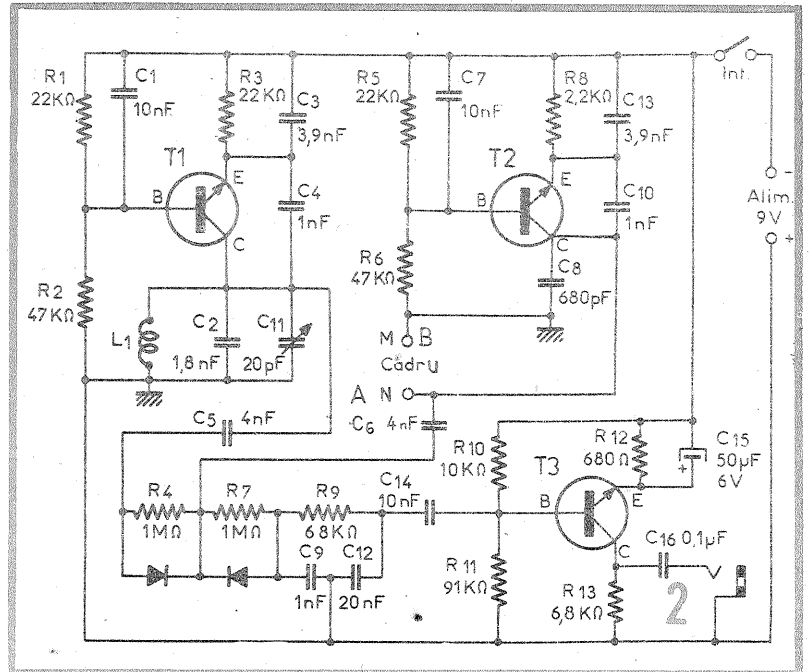 R1
22KΩ
C1
10nF
R3
22KΩ
C3
3,9nF
T1
B
E
C
C4
1nF
R2
47KΩ
L1
C2
1,8nF
C11
20pF
R5
22KΩ
C7
10nF
R8
2,2KΩ
C13
3,9nF
T2
B
E
C
C10
1nF
R6
47KΩ
C8
680pF
Int.
-
Alim.
9V
+
M B
Cadru
A N
C5 4nF
C6 4nF
R4
1MΩ
R7
1MΩ
R9
68KΩ
C9
1nF
C12
20nF
C14
10nF
R10
10KΩ
R11
91KΩ
T3
B
E
C
R12
680Ω
C15
50µF
6V
+
C16 0,1µF
R13
6,8KΩ
2